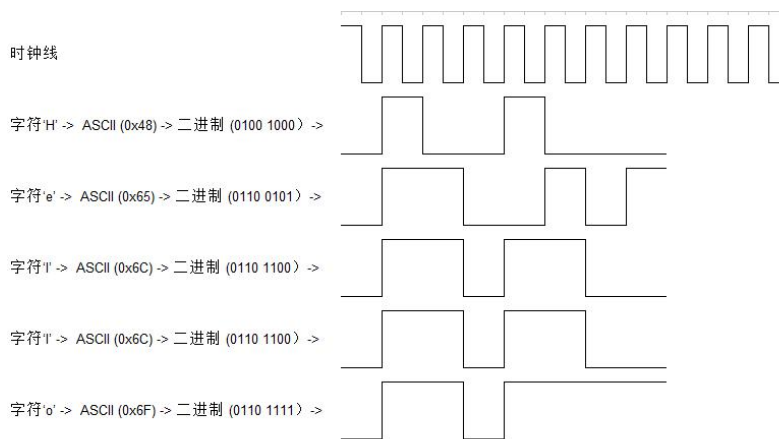 时钟线
字符'H' -> ASCII (0x48) -> 二进制 (0100 1000）->
字符'e' -> ASCII (0x65) -> 二进制 (0110 0101）->
字符'l' -> ASCII (0x6C) -> 二进制 (0110 1100）->
字符'l' -> ASCII (0x6C) -> 二进制 (0110 1100）->
字符'o' -> ASCII (0x6F) -> 二进制 (0110 1111）->